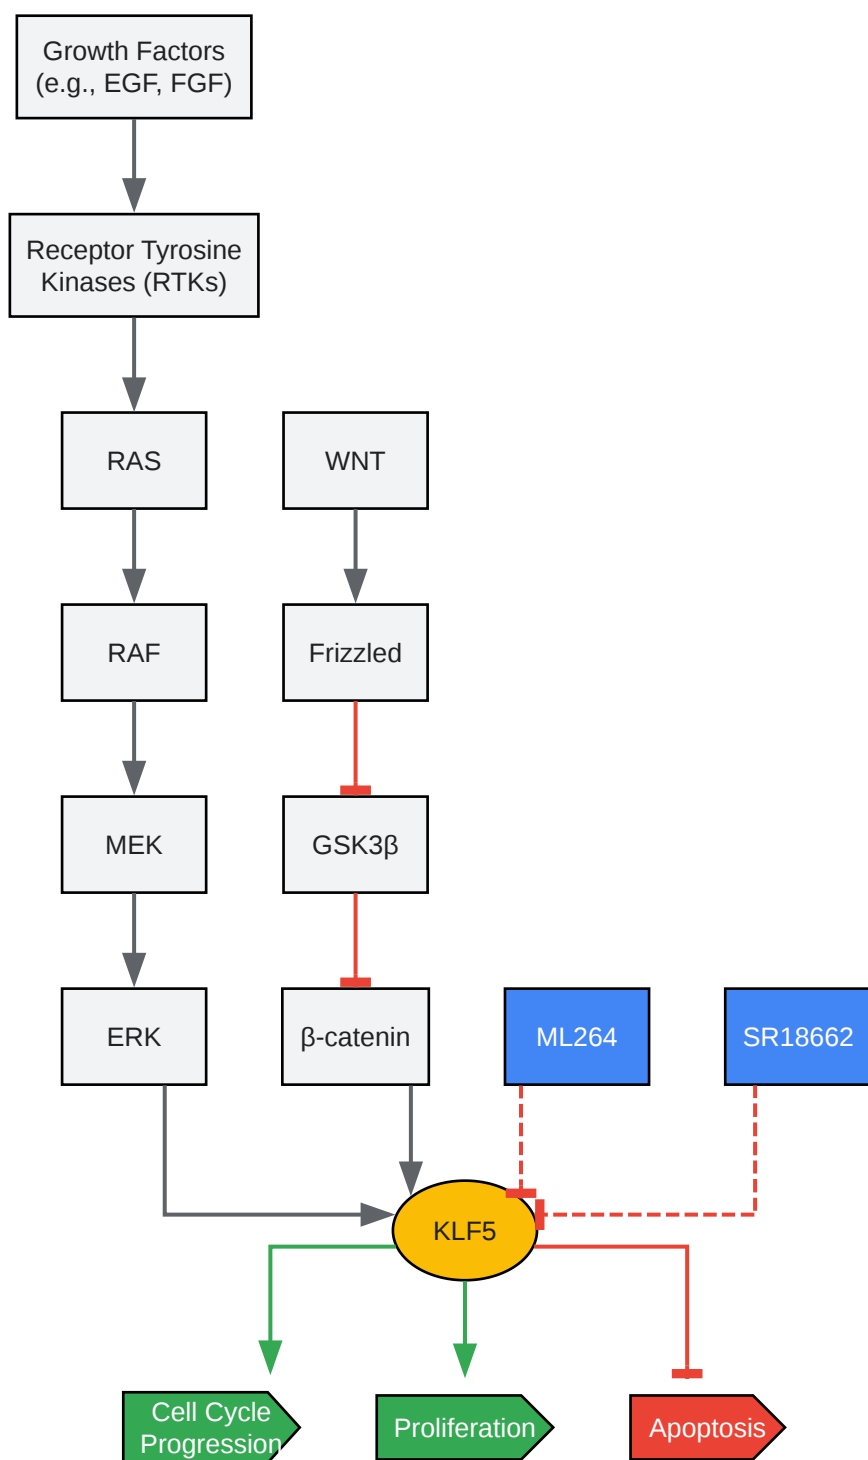 Growth Factors
(e.g., EGF, FGF)
Receptor Tyrosine
Kinases (RTKs)
RAS
WNT
RAF
Frizzled
MEK
GSK3β
ERK
β-catenin
ML264
SR18662
KLF5
Cell Cycle
Progression
Proliferation
Apoptosis